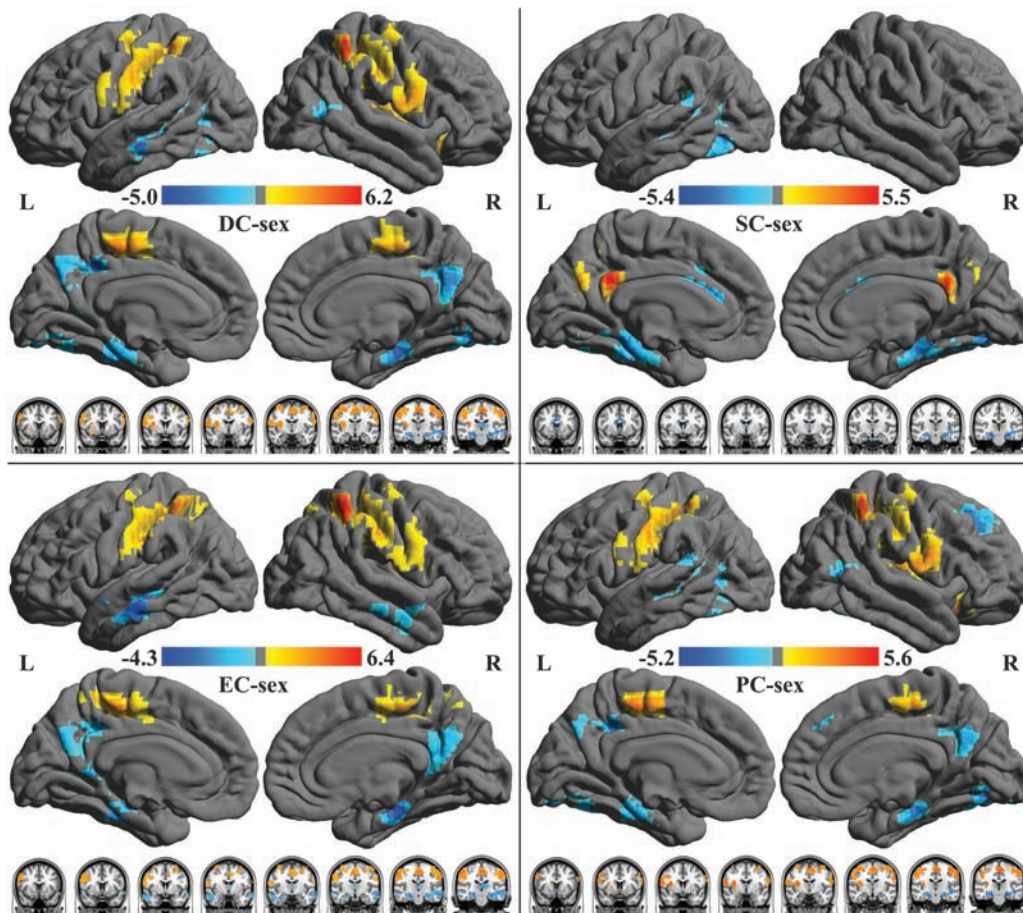 L -5.0 6.2 R
DC-sex
L -5.4 5.5 R
SC-sex
L -4.3 6.4 R
EC-sex
L -5.2 5.6 R
PC-sex